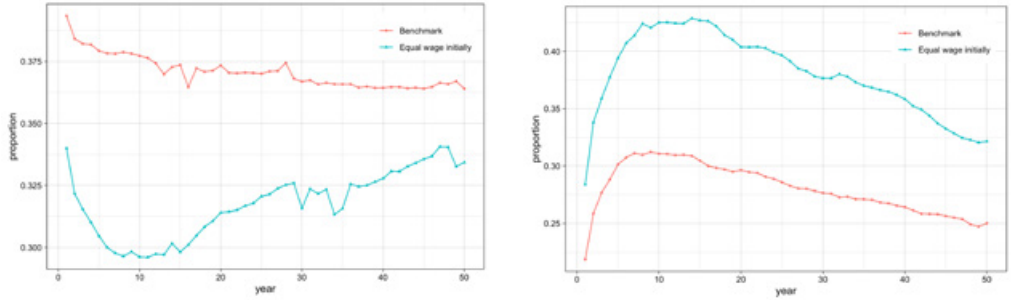 Benchmark
Equal wage initially
0.375
0.350
0.325
0.300
proportion
0
10
20
30
40
50
year
Benchmark
Equal wage initially
0.40
0.35
0.30
0.25
proportion
0
10
20
30
40
50
year